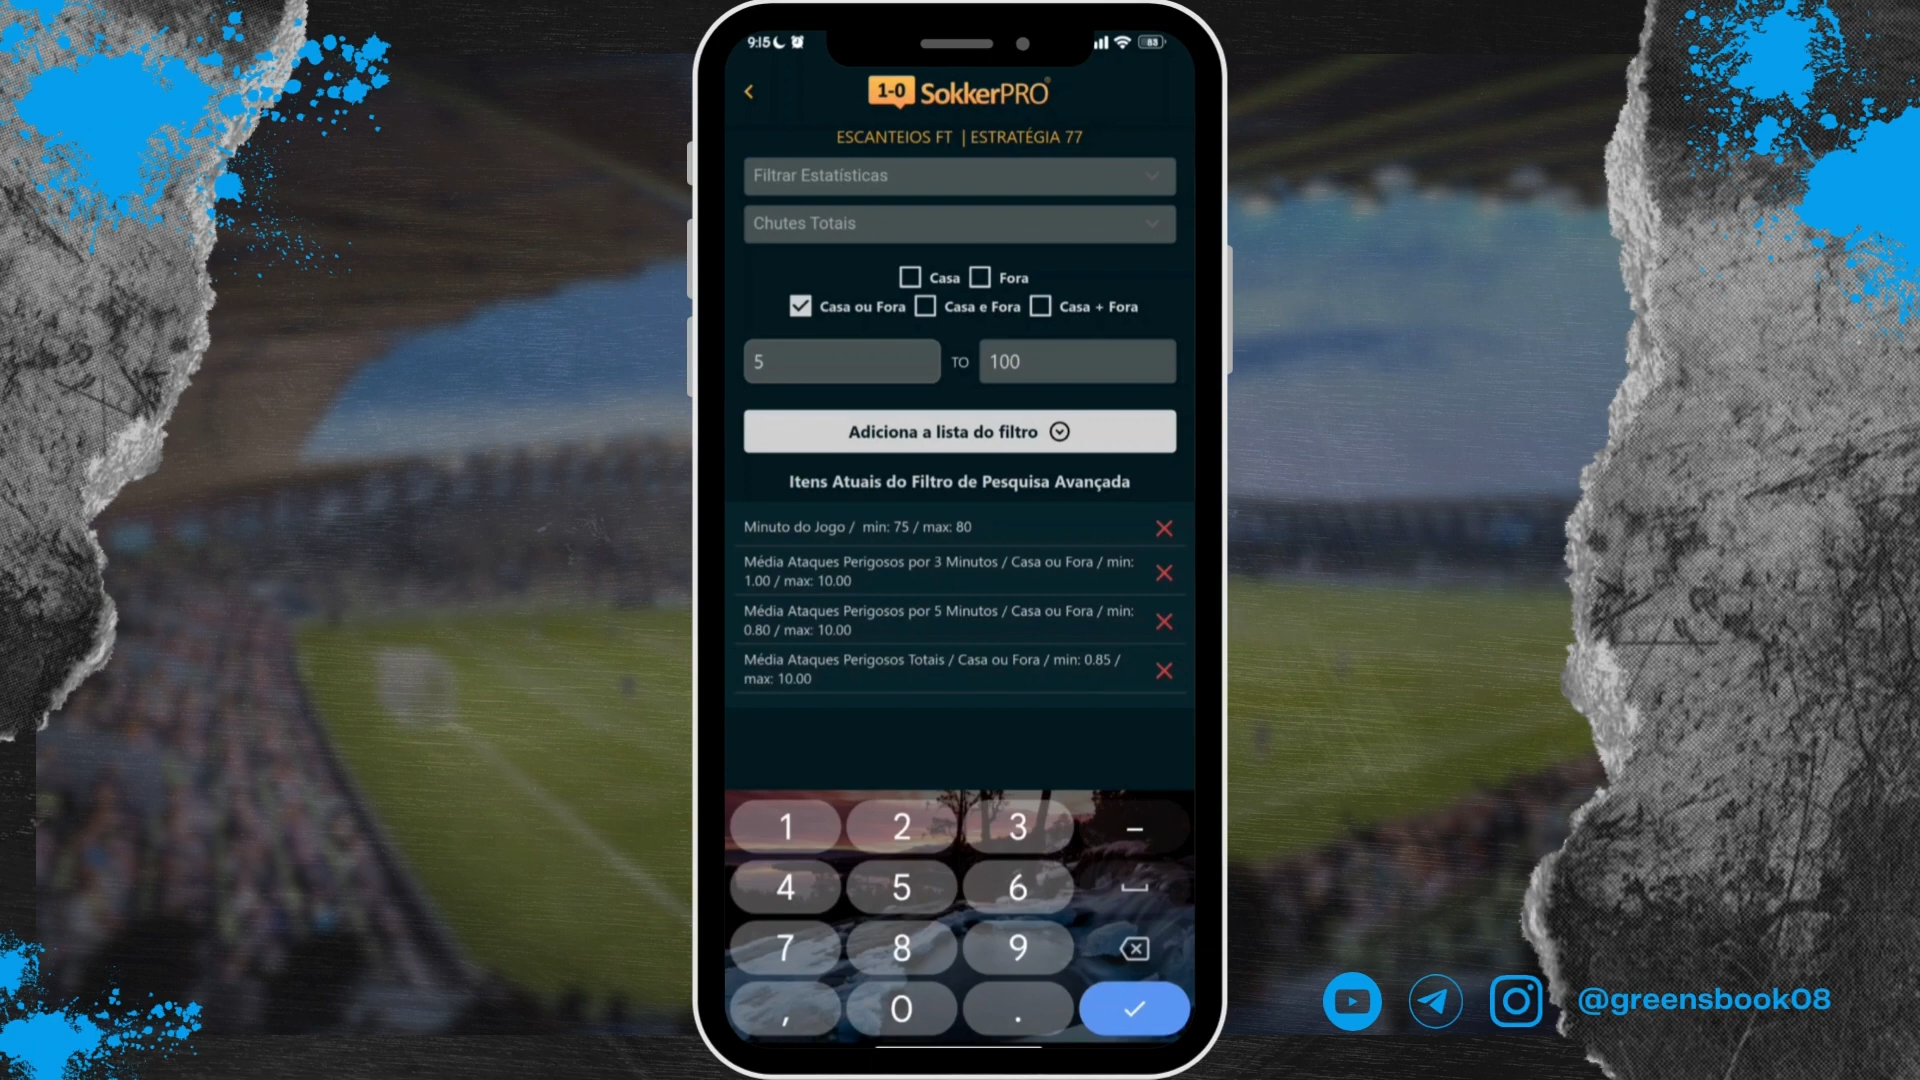 9:15
83
1-0 SokkerPRO®
ESCANTEIOS FT | ESTRATÉGIA 77
Filtrar Estatísticas
Chutes Totais
Casa Fora
Casa ou Fora Casa e Fora Casa + Fora
5 TO 100
Adiciona a lista do filtro
Itens Atuais do Filtro de Pesquisa Avançada
Minuto do Jogo / min: 75 / max: 80
Média Ataques Perigosos por 3 Minutos / Casa ou Fora / min:
1.00 / max: 10.00
Média Ataques Perigosos por 5 Minutos / Casa ou Fora / min:
0.80 / max: 10.00
Média Ataques Perigosos Totais / Casa ou Fora / min: 0.85 /
max: 10.00
1 2 3 –
4 5 6
7 8 9
, 0 .
@greensbook08